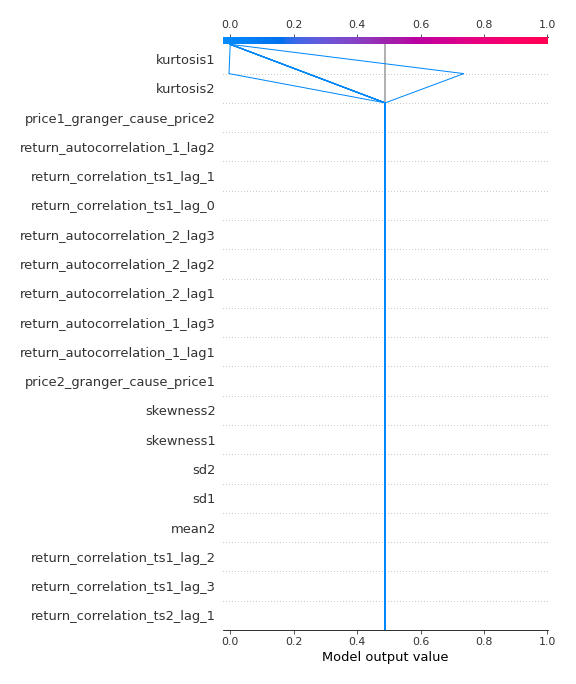 0.0 0.2 0.4 0.6 0.8 1.0
kurtosis1
kurtosis2
price1_granger_cause_price2
return_autocorrelation_1_lag2
return_correlation_ts1_lag_1
return_correlation_ts1_lag_0
return_autocorrelation_2_lag3
return_autocorrelation_2_lag2
return_autocorrelation_2_lag1
return_autocorrelation_1_lag3
return_autocorrelation_1_lag1
price2_granger_cause_price1
skewness2
skewness1
sd2
sd1
mean2
return_correlation_ts1_lag_2
return_correlation_ts1_lag_3
return_correlation_ts2_lag_1
0.0 0.2 0.4 0.6 0.8 1.0
Model output value